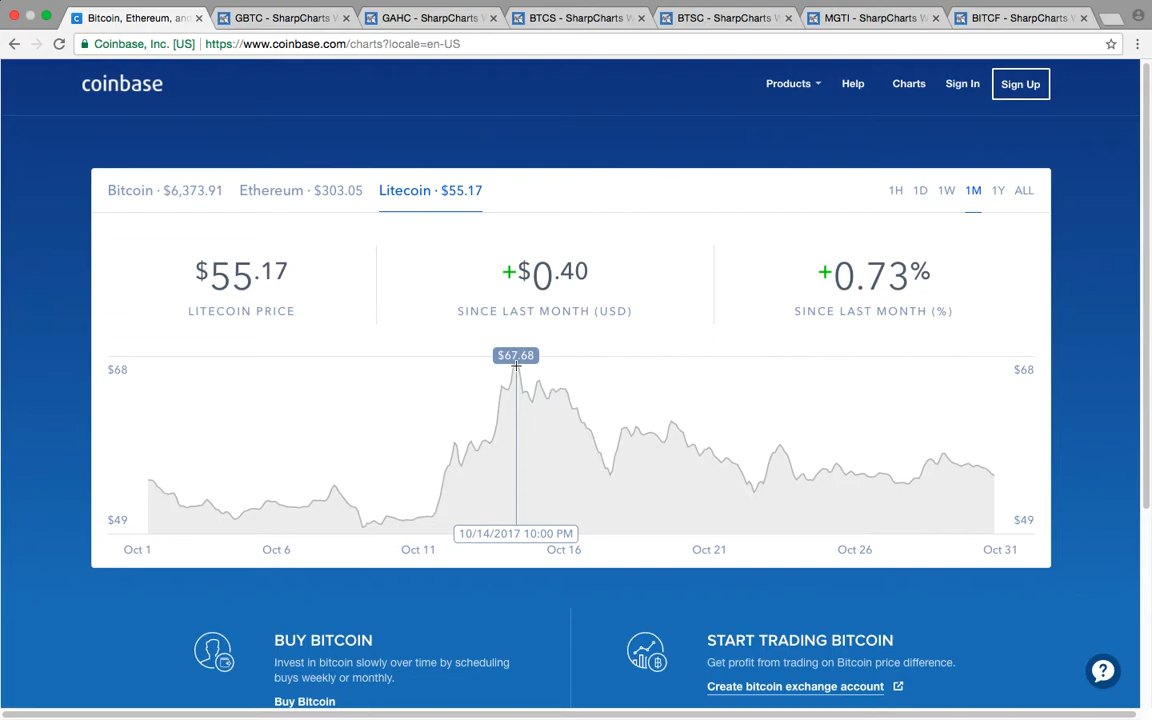 Bitcoin, Ethereum, and
GBTC - SharpCharts W
GAHC - SharpCharts W
BTCS - SharpCharts W
BTSC - SharpCharts W
MGTI - SharpCharts W
BITCF - SharpCharts W
Coinbase, Inc. [US]
https://www.coinbase.com/charts?locale=en-US
coinbase
Products
Help
Charts
Sign In
Sign Up
Bitcoin · $6,373.91
Ethereum · $303.05
Litecoin · $55.17
1H
1D
1W
1M
1Y
ALL
$55.17
LITECOIN PRICE
+$0.40
SINCE LAST MONTH (USD)
+0.73%
SINCE LAST MONTH (%)
$67.68
$68
$68
$49
$49
10/14/2017 10:00 PM
Oct 1
Oct 6
Oct 11
Oct 16
Oct 21
Oct 26
Oct 31
BUY BITCOIN
Invest in bitcoin slowly over time by scheduling
buys weekly or monthly.
Buy Bitcoin
START TRADING BITCOIN
Get profit from trading on Bitcoin price difference.
Create bitcoin exchange account
?